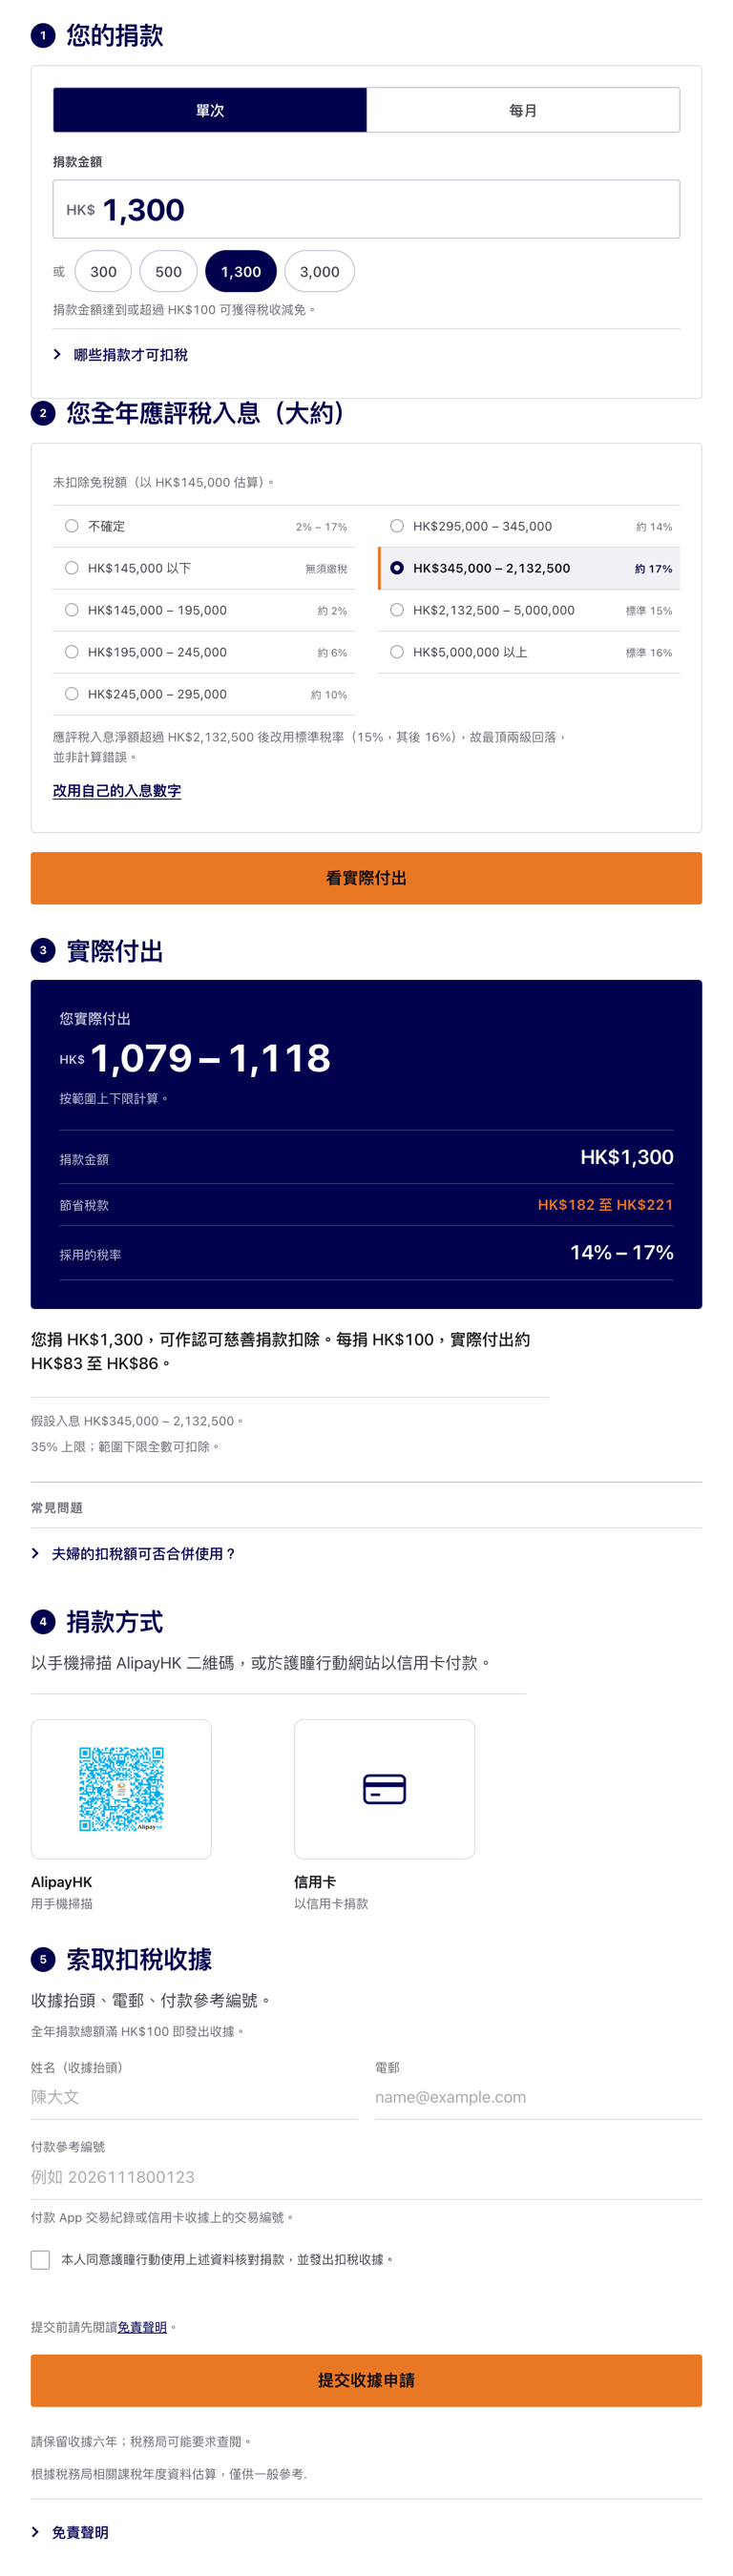 1 您的捐款
單次 每月
捐款金額
HK$ 1,300
或 300 500 1,300 3,000
捐款金額達到或超過 HK$100 可獲得稅收減免。
哪些捐款才可扣稅
2 您全年應評稅入息（大約）
未扣除免稅額（以 HK$145,000 估算）。
不確定 2% – 17%
HK$145,000 以下 無須繳稅
HK$145,000 – 195,000 約 2%
HK$195,000 – 245,000 約 6%
HK$245,000 – 295,000 約 10%
HK$295,000 – 345,000 約 14%
HK$345,000 – 2,132,500 約 17%
HK$2,132,500 – 5,000,000 標準 15%
HK$5,000,000 以上 標準 16%
應評稅入息淨額超過 HK$2,132,500 後改用標準稅率（15%，其後 16%），故最頂兩級回落，
並非計算錯誤。
改用自己的入息數字
看實際付出
3 實際付出
您實際付出
HK$ 1,079 – 1,118
按範圍上下限計算。
捐款金額 HK$1,300
節省稅款 HK$182 至 HK$221
採用的稅率 14% – 17%
您捐 HK$1,300，可作認可慈善捐款扣除。每捐 HK$100，實際付出約
HK$83 至 HK$86。
假設入息 HK$345,000 – 2,132,500。
35% 上限；範圍下限全數可扣除。
常見問題
夫婦的扣稅額可否合併使用？
4 捐款方式
以手機掃描 AlipayHK 二維碼，或於護瞳行動網站以信用卡付款。
AlipayHK
用手機掃描
信用卡
以信用卡捐款
5 索取扣稅收據
收據抬頭、電郵、付款參考編號。
全年捐款總額滿 HK$100 即發出收據。
姓名（收據抬頭） 電郵
陳大文 name@example.com
付款參考編號
例如 2026111800123
付款 App 交易紀錄或信用卡收據上的交易編號。
本人同意護瞳行動使用上述資料核對捐款，並發出扣稅收據。
提交前請先閱讀免責聲明。
提交收據申請
請保留收據六年；稅務局可能要求查閱。
根據稅務局相關課稅年度資料估算，僅供一般參考.
免責聲明